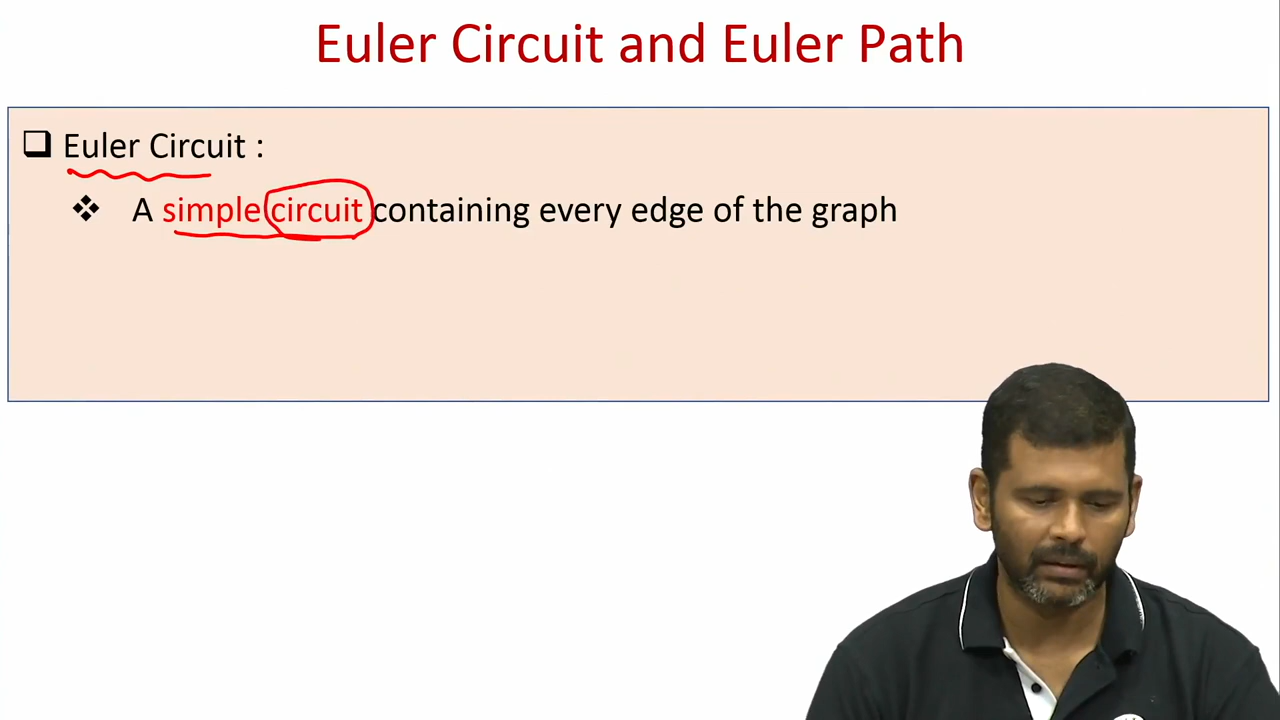 Euler Circuit and Euler Path
Euler Circuit :
A simple circuit containing every edge of the graph